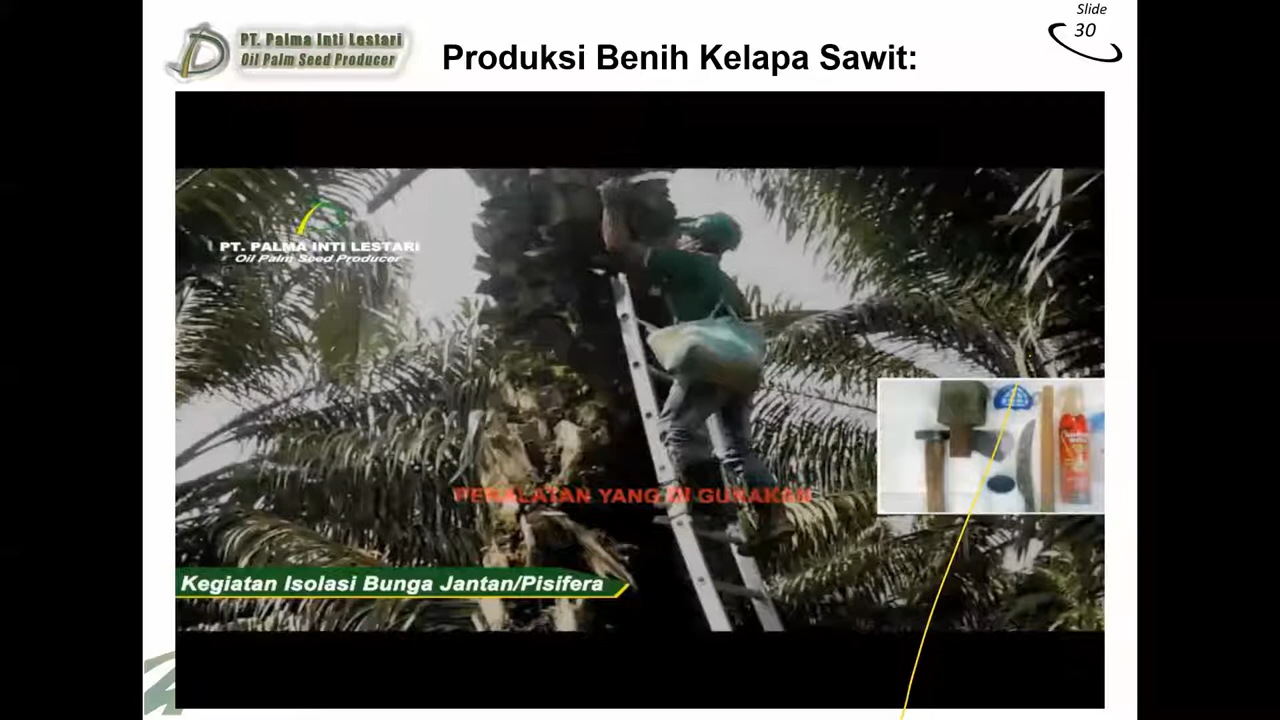 PT. Palma Inti Lestari
Oil Palm Seed Producer
Produksi Benih Kelapa Sawit:
Slide
30
PT. PALMA INTI LESTARI
Oil Palm Seed Producer
PERALATAN YANG DI GUNAKAN
Kegiatan Isolasi Bunga Jantan/Pisifera